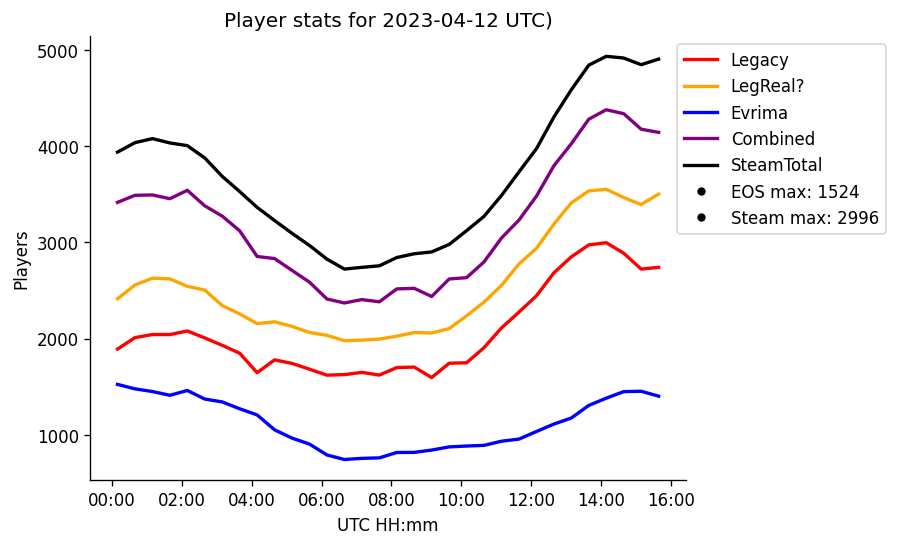 Player stats for 2023-04-12 UTC)
5000
4000
3000
2000
1000
Players
00:00 02:00 04:00 06:00 08:00 10:00 12:00 14:00 16:00
UTC HH:mm
Legacy
LegReal?
Evrima
Combined
SteamTotal
EOS max: 1524
Steam max: 2996